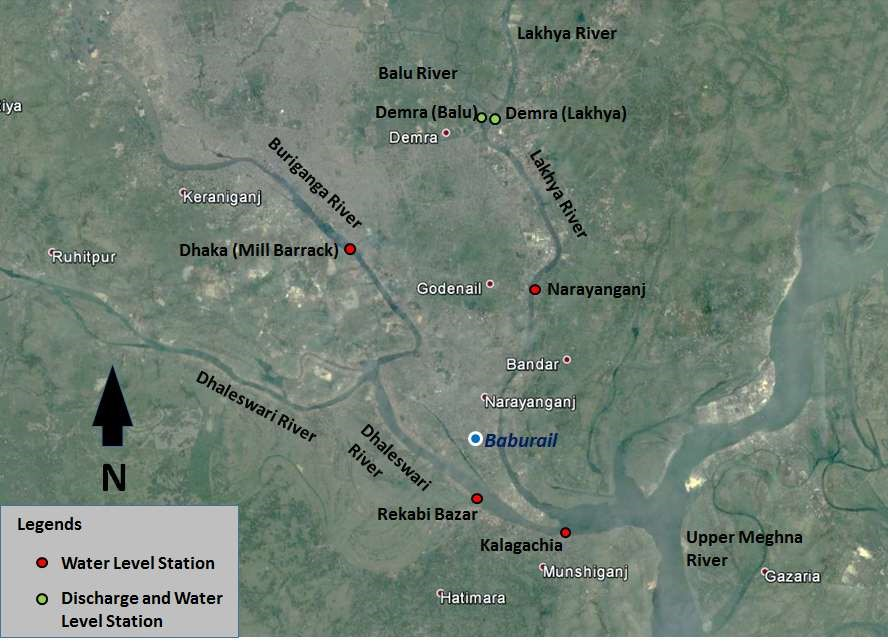 Lakhya River
Balu River
Demra (Balu)
Demra (Lakhya)
Demra
iya
Buriganga River
Lakhya River
Keraniganj
Dhaka (Mill Barrack)
Ruhitpur
Godenail
Narayanganj
Bandar
Dhaleswari River
Narayanganj
Dhaleswari
River
Baburail
N
Rekabi Bazar
Kalagachia
Upper Meghna
River
Munshiganj
Gazaria
Hatimara
Legends
Water Level Station
Discharge and Water
Level Station